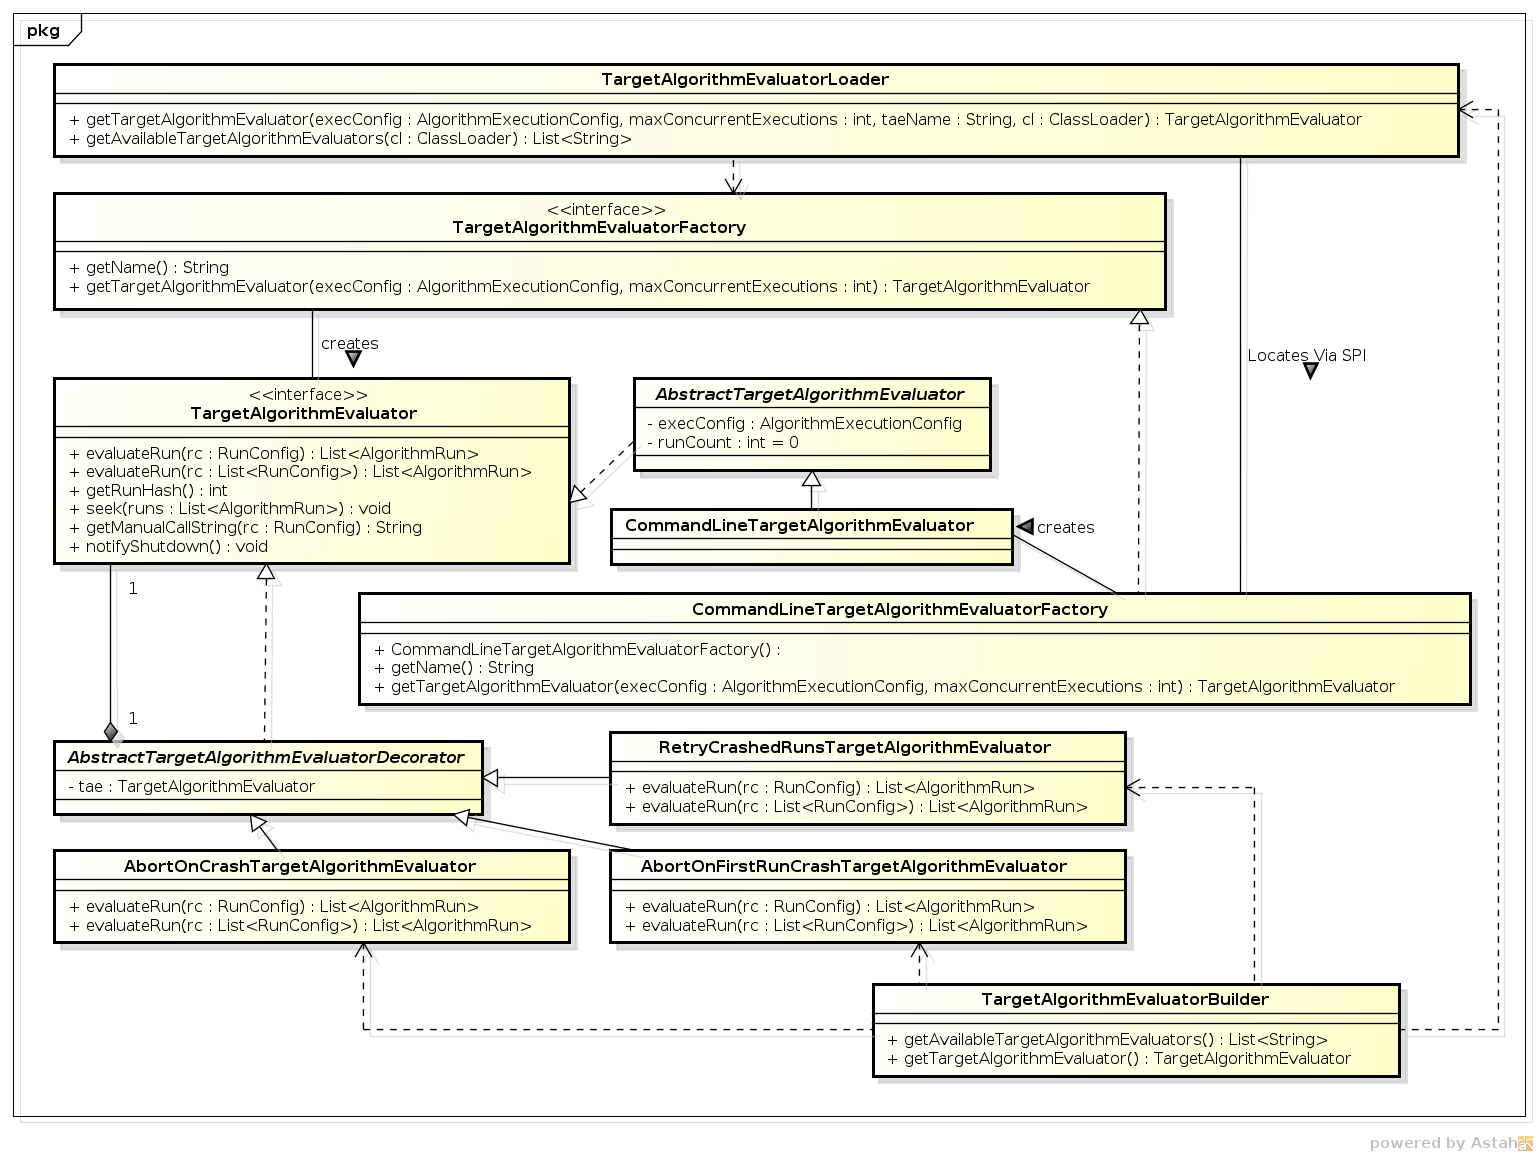 pkg
TargetAlgorithmEvaluatorLoader
+ getTargetAlgorithmEvaluator(execConfig : AlgorithmExecutionConfig, maxConcurrentExecutions : int, taeName : String, cl : ClassLoader) : TargetAlgorithmEvaluator
+ getAvailableTargetAlgorithmEvaluators(cl : ClassLoader) : List<String>
<<interface>>
TargetAlgorithmEvaluatorFactory
+ getName() : String
+ getTargetAlgorithmEvaluator(execConfig : AlgorithmExecutionConfig, maxConcurrentExecutions : int) : TargetAlgorithmEvaluator
creates
Locates Via SPI
<<interface>>
TargetAlgorithmEvaluator
+ evaluateRun(rc : RunConfig) : List<AlgorithmRun>
+ evaluateRun(rc : List<RunConfig>) : List<AlgorithmRun>
+ getRunHash() : int
+ seek(runs : List<AlgorithmRun>) : void
+ getManualCallString(rc : RunConfig) : String
+ notifyShutdown() : void
AbstractTargetAlgorithmEvaluator
- execConfig : AlgorithmExecutionConfig
- runCount : int = 0
CommandLineTargetAlgorithmEvaluator
creates
1
CommandLineTargetAlgorithmEvaluatorFactory
+ CommandLineTargetAlgorithmEvaluatorFactory() :
+ getName() : String
+ getTargetAlgorithmEvaluator(execConfig : AlgorithmExecutionConfig, maxConcurrentExecutions : int) : TargetAlgorithmEvaluator
1
AbstractTargetAlgorithmEvaluatorDecorator
- tae : TargetAlgorithmEvaluator
RetryCrashedRunsTargetAlgorithmEvaluator
+ evaluateRun(rc : RunConfig) : List<AlgorithmRun>
+ evaluateRun(rc : List<RunConfig>) : List<AlgorithmRun>
AbortOnCrashTargetAlgorithmEvaluator
+ evaluateRun(rc : RunConfig) : List<AlgorithmRun>
+ evaluateRun(rc : List<RunConfig>) : List<AlgorithmRun>
AbortOnFirstRunCrashTargetAlgorithmEvaluator
+ evaluateRun(rc : RunConfig) : List<AlgorithmRun>
+ evaluateRun(rc : List<RunConfig>) : List<AlgorithmRun>
TargetAlgorithmEvaluatorBuilder
+ getAvailableTargetAlgorithmEvaluators() : List<String>
+ getTargetAlgorithmEvaluator() : TargetAlgorithmEvaluator
powered by Astah